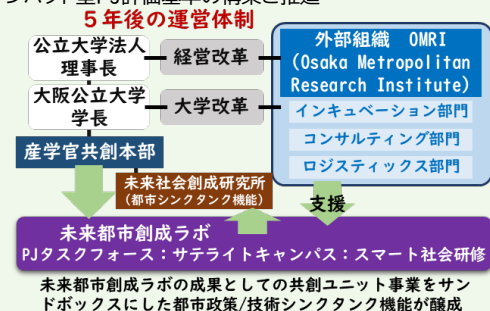 ５年後の運営体制
公立大学法人
理事長
経営改革
外部組織 OMRI
(Osaka Metropolitan
Research Institute)
大阪公立大学
学長
大学改革
インキュベーション部門
コンサルティング部門
ロジスティックス部門
産学官共創本部
未来社会創成研究所
(都市シンクタンク機能)
支援
未来都市創成ラボ
PJタスクフォース：サテライトキャンパス：スマート社会研修
未来都市創成ラボの成果としての共創ユニット事業をサン
ドボックスにした都市政策/技術シンクタンク機能が醸成